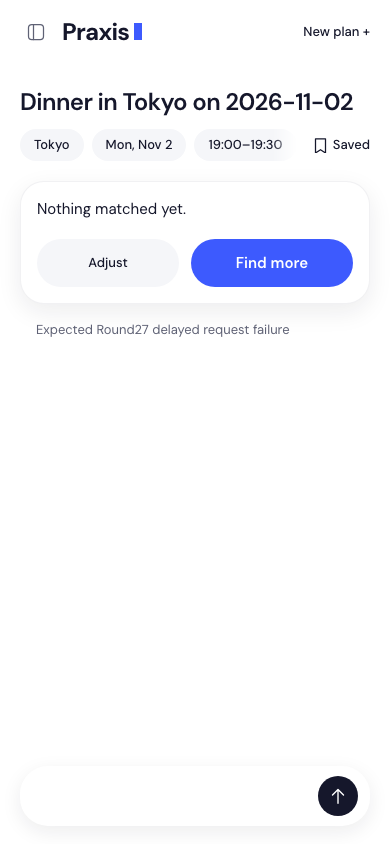 Praxis
New plan +
Dinner in Tokyo on 2026-11-02
Tokyo
Mon, Nov 2
19:00–19:30
Saved
Nothing matched yet.
Adjust
Find more
Expected Round27 delayed request failure